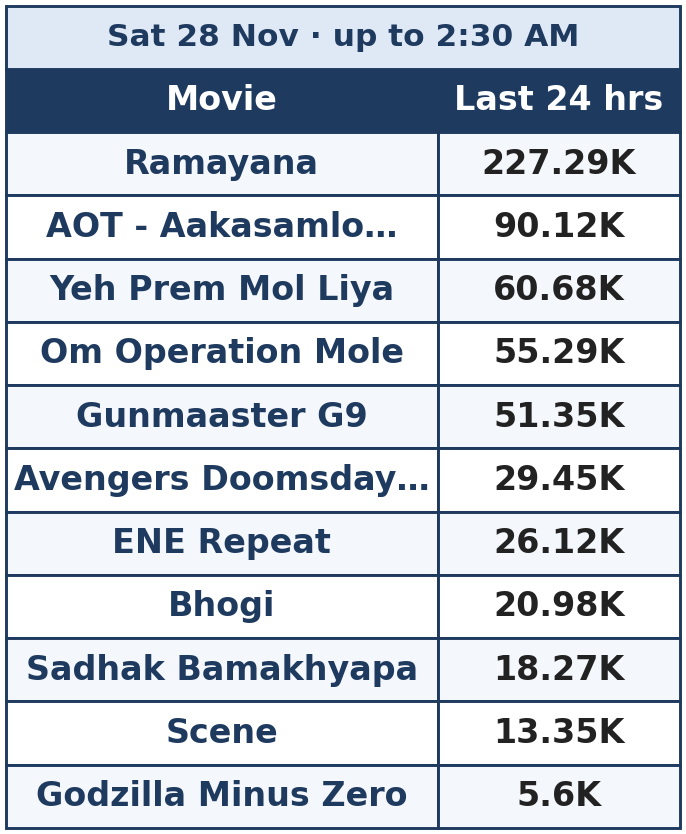 Sat 28 Nov · up to 2:30 AM
Movie Last 24 hrs
Ramayana 227.29K
AOT - Aakasamlo... 90.12K
Yeh Prem Mol Liya 60.68K
Om Operation Mole 55.29K
Gunmaaster G9 51.35K
Avengers Doomsday... 29.45K
ENE Repeat 26.12K
Bhogi 20.98K
Sadhak Bamakhyapa 18.27K
Scene 13.35K
Godzilla Minus Zero 5.6K